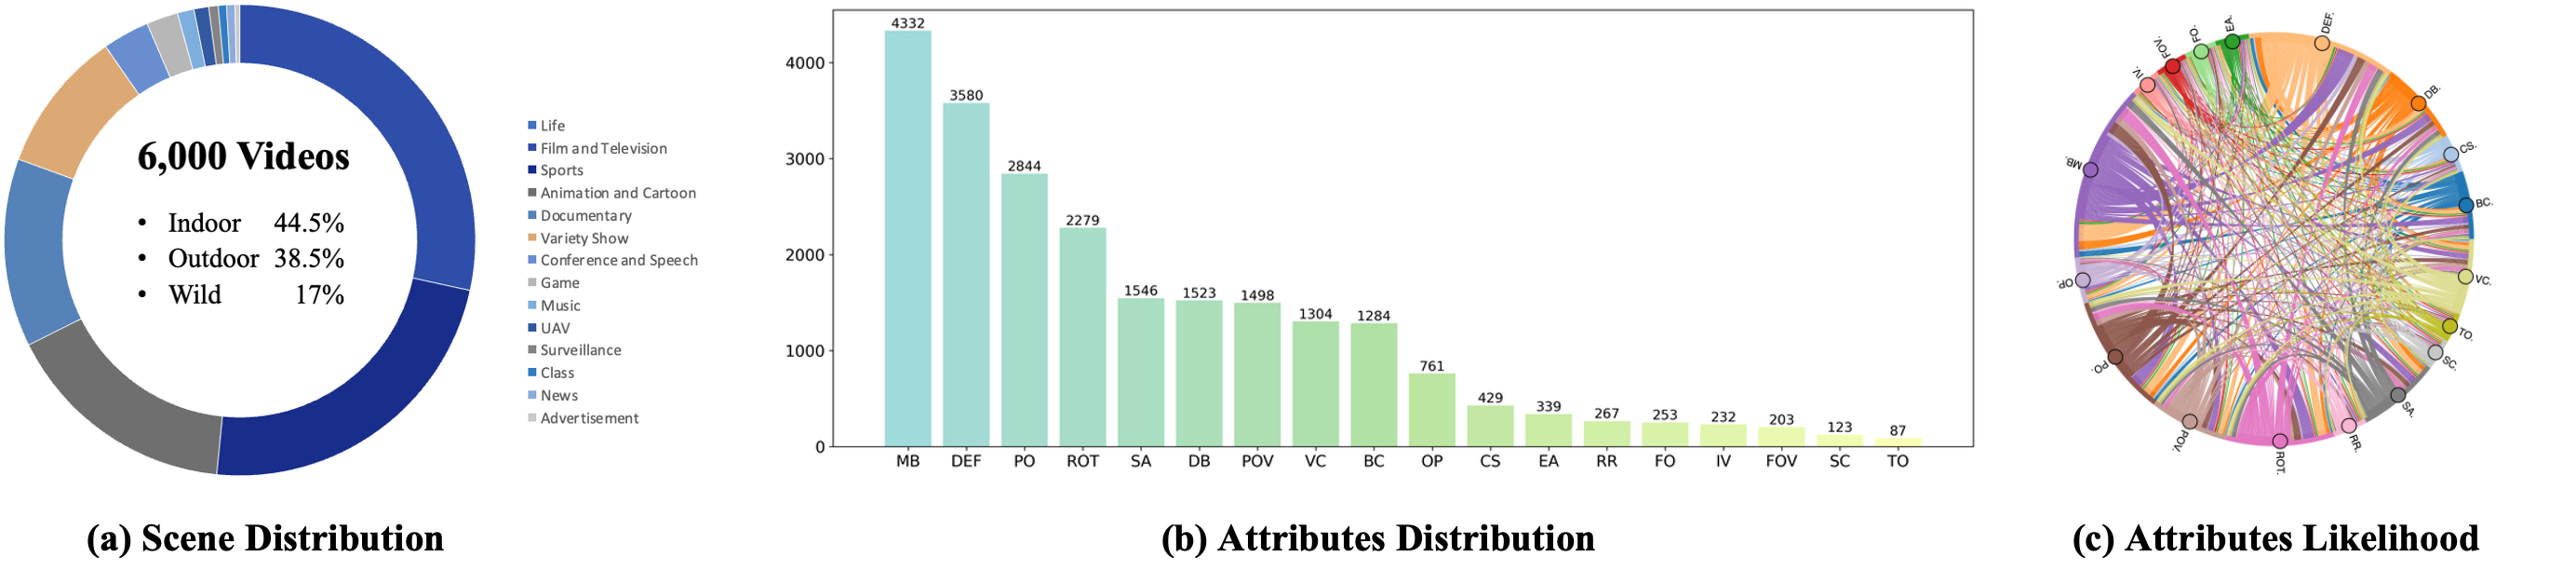 6,000 Videos
• Indoor 44.5%
• Outdoor 38.5%
• Wild 17%
Life
Film and Television
Sports
Animation and Cartoon
Documentary
Variety Show
Conference and Speech
Game
Music
UAV
Surveillance
Class
News
Advertisement
(a) Scene Distribution
4000
3000
2000
1000
0
4332
3580
2844
2279
1546
1523
1498
1304
1284
761
429
339
267
253
232
203
123
87
MB DEF PO ROT SA DB POV VC BC OP CS EA RR FO IV FOV SC TO
(b) Attributes Distribution
DEF.
DB.
CS.
BC.
VC.
TO.
SC.
SA.
RR.
ROT.
POV.
PO.
OP.
MB.
IV.
FOV.
FO.
EA.
(c) Attributes Likelihood